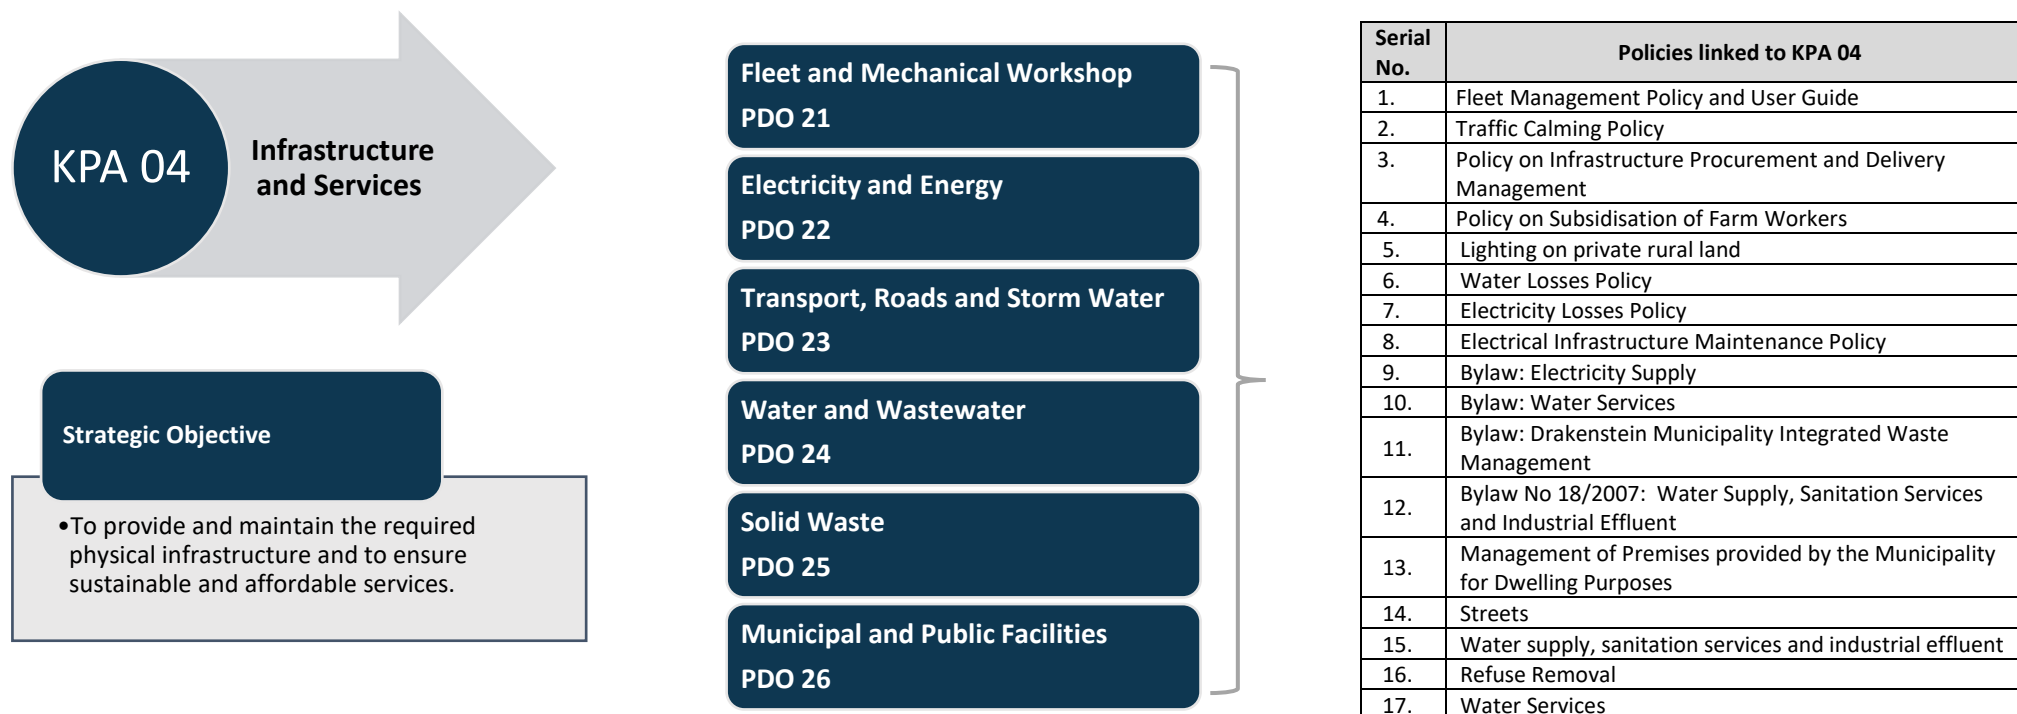 KPA 04
Infrastructure
and Services
Strategic Objective
•To provide and maintain the required
physical infrastructure and to ensure
sustainable and affordable services.
Fleet and Mechanical Workshop
PDO 21
Electricity and Energy
PDO 22
Transport, Roads and Storm Water
PDO 23
Water and Wastewater
PDO 24
Solid Waste
PDO 25
Municipal and Public Facilities
PDO 26
Serial No. Policies linked to KPA 04
1. Fleet Management Policy and User Guide
2. Traffic Calming Policy
3. Policy on Infrastructure Procurement and Delivery
Management
4. Policy on Subsidisation of Farm Workers
5. Lighting on private rural land
6. Water Losses Policy
7. Electricity Losses Policy
8. Electrical Infrastructure Maintenance Policy
9. Bylaw: Electricity Supply
10. Bylaw: Water Services
11. Bylaw: Drakenstein Municipality Integrated Waste
Management
12. Bylaw No 18/2007: Water Supply, Sanitation Services
and Industrial Effluent
13. Management of Premises provided by the Municipality
for Dwelling Purposes
14. Streets
15. Water supply, sanitation services and industrial effluent
16. Refuse Removal
17. Water Services